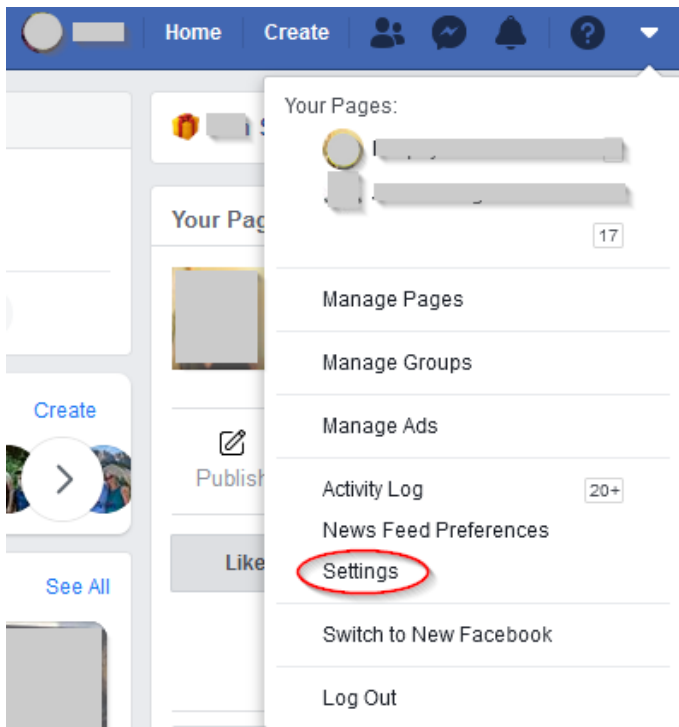 Home Create
Your Pages:
17
Your Pag
Manage Pages
Manage Groups
Create
Manage Ads
Publish
Activity Log 20+
News Feed Preferences
Like
Settings
See All
Switch to New Facebook
Log Out